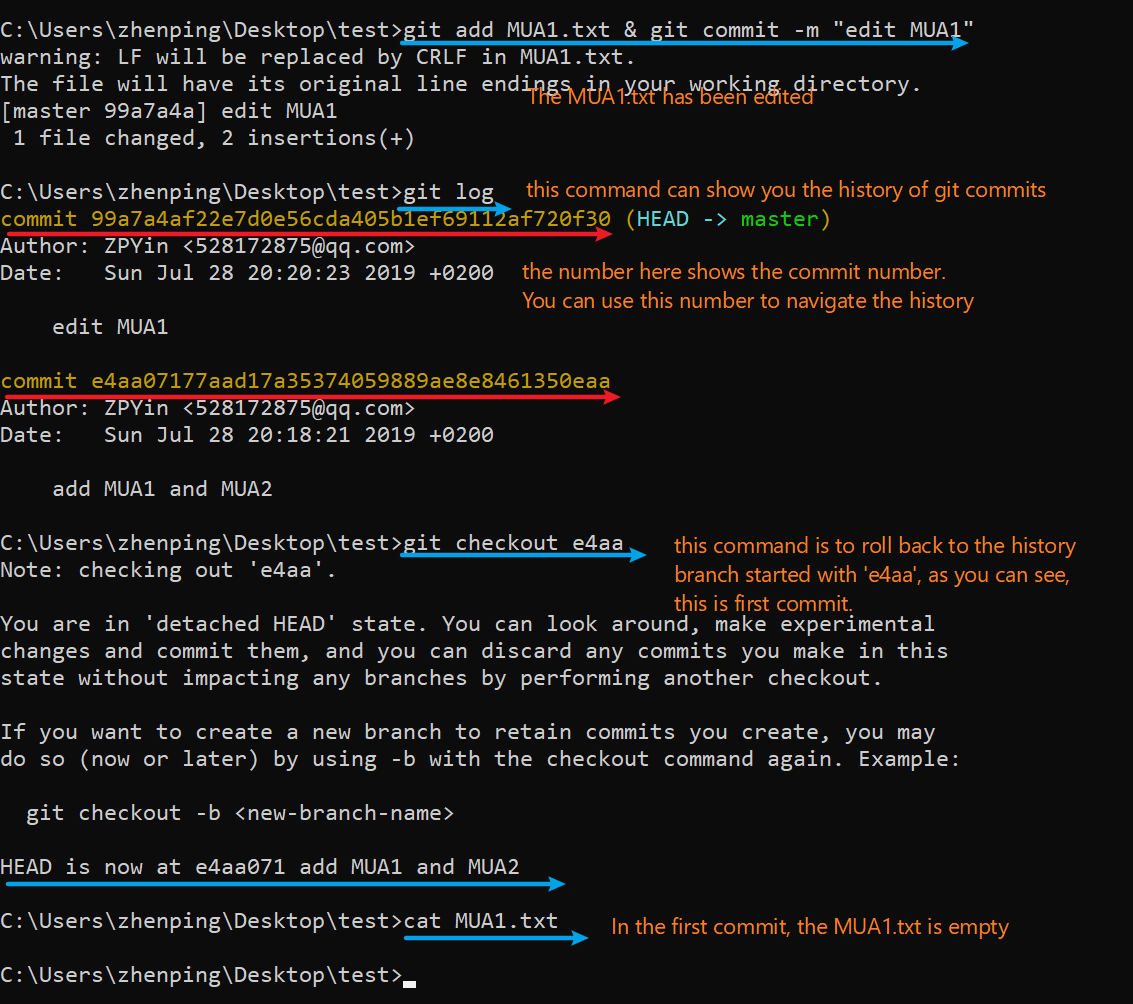 C:\Users\zhenping\Desktop\test>git add MUA1.txt & git commit -m "edit MUA1"
warning: LF will be replaced by CRLF in MUA1.txt.
The file will have its original line endings in your working directory.
The MUA1.txt has been edited
[master 99a7a4a] edit MUA1
 1 file changed, 2 insertions(+)
C:\Users\zhenping\Desktop\test>git log
this command can show you the history of git commits
commit 99a7a4af22e7d0e56cda405b1ef69112af720f30 (HEAD -> master)
Author: ZPYin <528172875@qq.com>
Date:   Sun Jul 28 20:20:23 2019 +0200
the number here shows the commit number.
You can use this number to navigate the history
    edit MUA1
commit e4aa07177aad17a35374059889ae8e8461350eaa
Author: ZPYin <528172875@qq.com>
Date:   Sun Jul 28 20:18:21 2019 +0200
    add MUA1 and MUA2
C:\Users\zhenping\Desktop\test>git checkout e4aa
Note: checking out 'e4aa'.
this command is to roll back to the history
branch started with 'e4aa', as you can see,
this is first commit.
You are in 'detached HEAD' state. You can look around, make experimental
changes and commit them, and you can discard any commits you make in this
state without impacting any branches by performing another checkout.
If you want to create a new branch to retain commits you create, you may
do so (now or later) by using -b with the checkout command again. Example:
  git checkout -b <new-branch-name>
HEAD is now at e4aa071 add MUA1 and MUA2
C:\Users\zhenping\Desktop\test>cat MUA1.txt
In the first commit, the MUA1.txt is empty
C:\Users\zhenping\Desktop\test>